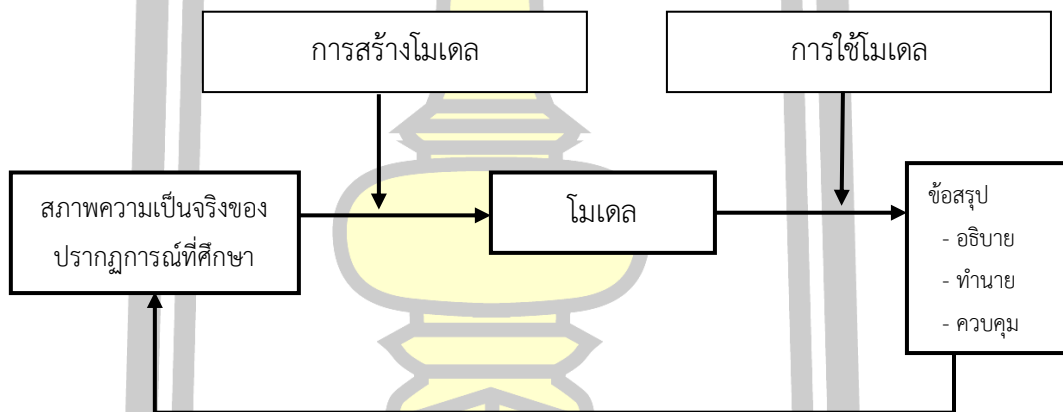 การสร้างโมเดล
การใช้โมเดล
สภาพความเป็นจริงของ
ปรากฏการณ์ที่ศึกษา
โมเดล
ข้อสรุป
- อธิบาย
- ทำนาย
- ควบคุม